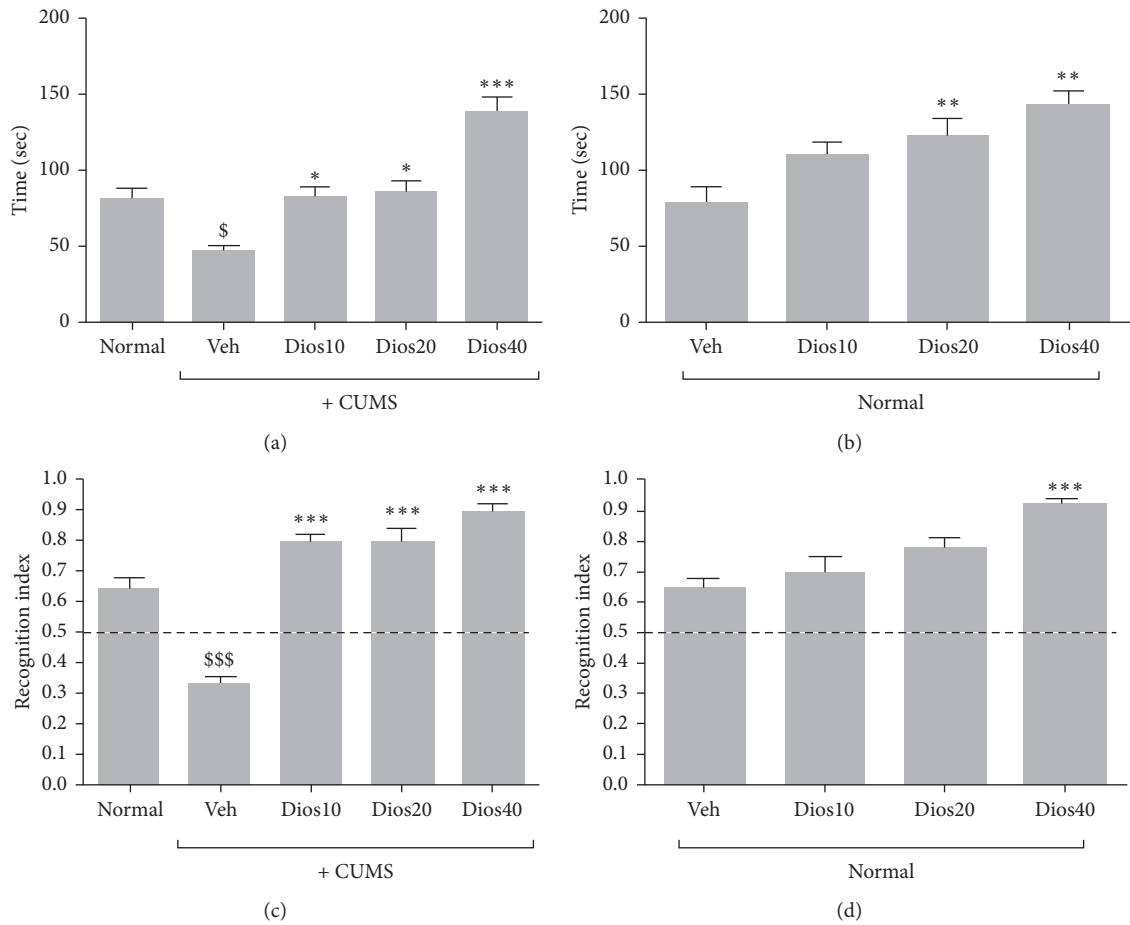 200
150
100
50
0
Time (sec)
$
*
*
***
Normal Veh Dios10 Dios20 Dios40
+ CUMS
(a)
200
150
100
50
0
Time (sec)
**
**
Veh Dios10 Dios20 Dios40
Normal
(b)
1.0
0.9
0.8
0.7
0.6
0.5
0.4
0.3
0.2
0.1
0.0
Recognition index
$$$
***
***
***
Normal Veh Dios10 Dios20 Dios40
+ CUMS
(c)
1.0
0.9
0.8
0.7
0.6
0.5
0.4
0.3
0.2
0.1
0.0
Recognition index
***
Veh Dios10 Dios20 Dios40
Normal
(d)